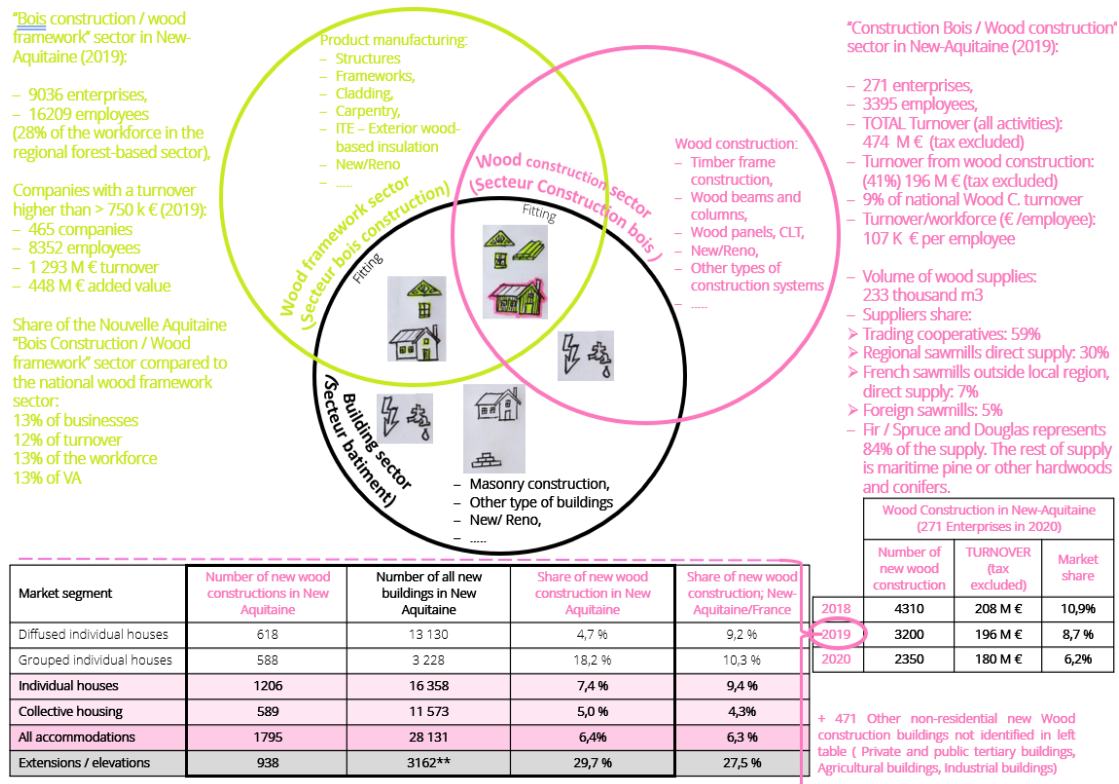 "Bois construction / wood
framework" sector in New-
Aquitaine (2019):
– 9036 enterprises,
– 16209 employees
(28% of the workforce in the
regional forest-based sector),
Companies with a turnover
higher than > 750 k € (2019):
– 465 companies
– 8352 employees
– 1 293 M € turnover
– 448 M € added value
Share of the Nouvelle Aquitaine
"Bois Construction / Wood
framework" sector compared to
the national wood framework
sector:
13% of businesses
12% of turnover
13% of the workforce
13% of VA
Product manufacturing:
– Structures
– Frameworks,
– Cladding,
– Carpentry,
– ITE – Exterior wood-
based insulation
– New/Reno
– .....
Wood framework sector
(Secteur bois construction)
Fitting
Wood construction sector
(Secteur Construction bois )
Fitting
Wood construction:
– Timber frame
construction,
– Wood beams and
columns,
– Wood panels, CLT,
– New/Reno,
– Other types of
construction systems
– .....
Building sector
(Secteur batiment)
– Masonry construction,
– Other type of buildings
– New/ Reno,
– .....
"Construction Bois / Wood construction"
sector in New-Aquitaine (2019):
– 271 enterprises,
– 3395 employees,
– TOTAL Turnover (all activities):
474 M € (tax excluded)
– Turnover from wood construction:
(41%) 196 M € (tax excluded)
– 9% of national Wood C. turnover
– Turnover/workforce (€ /employee):
107 K € per employee
– Volume of wood supplies:
233 thousand m3
– Suppliers share:
➢ Trading cooperatives: 59%
➢ Regional sawmills direct supply: 30%
➢ French sawmills outside local region,
direct supply: 7%
➢ Foreign sawmills: 5%
– Fir / Spruce and Douglas represents
84% of the supply. The rest of supply
is maritime pine or other hardwoods
and conifers.
Wood Construction in New-Aquitaine
(271 Enterprises in 2020)
Number of new wood construction TURNOVER (tax excluded) Market share
2018 4310 208 M € 10,9%
2019 3200 196 M € 8,7 %
2020 2350 180 M € 6,2%
Market segment Number of new wood constructions in New Aquitaine Number of all new buildings in New Aquitaine Share of new wood construction in New Aquitaine Share of new wood construction; New-Aquitaine/France
Diffused individual houses 618 13 130 4,7 % 9,2 %
Grouped individual houses 588 3 228 18,2 % 10,3 %
Individual houses 1206 16 358 7,4 % 9,4 %
Collective housing 589 11 573 5,0 % 4,3%
All accommodations 1795 28 131 6,4% 6,3 %
Extensions / elevations 938 3162** 29,7 % 27,5 %
+ 471 Other non-residential new Wood
construction buildings not identified in left
table ( Private and public tertiary buildings,
Agricultural buildings, Industrial buildings)